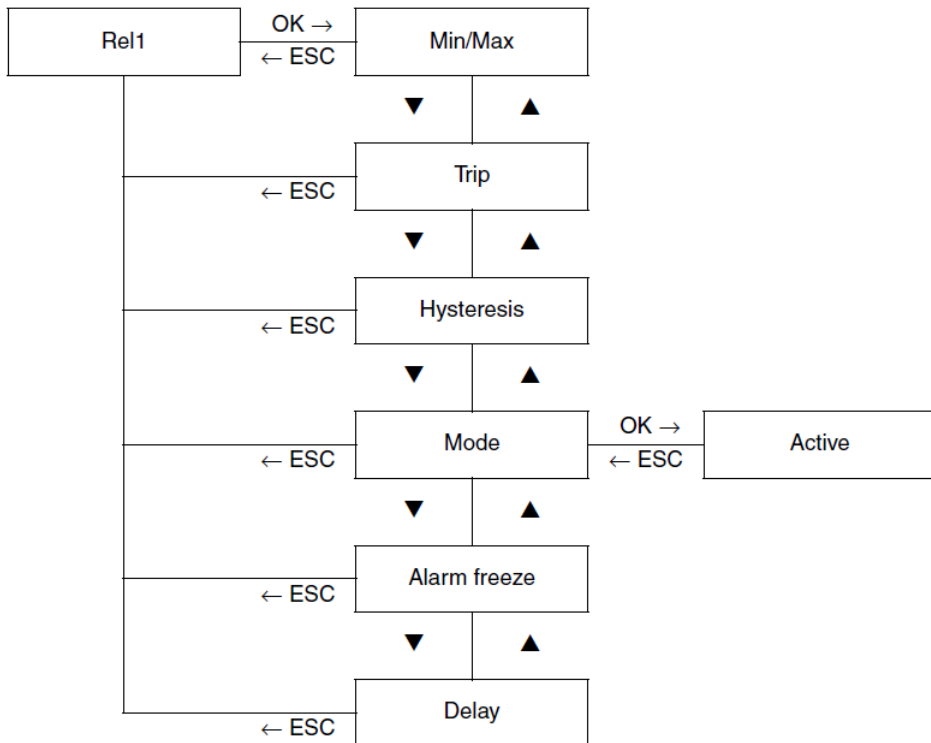 Rel1
OK →
← ESC
Min/Max
▼ ▲
← ESC
Trip
▼ ▲
← ESC
Hysteresis
▼ ▲
← ESC
Mode
OK →
← ESC
Active
▼ ▲
← ESC
Alarm freeze
▼ ▲
← ESC
Delay